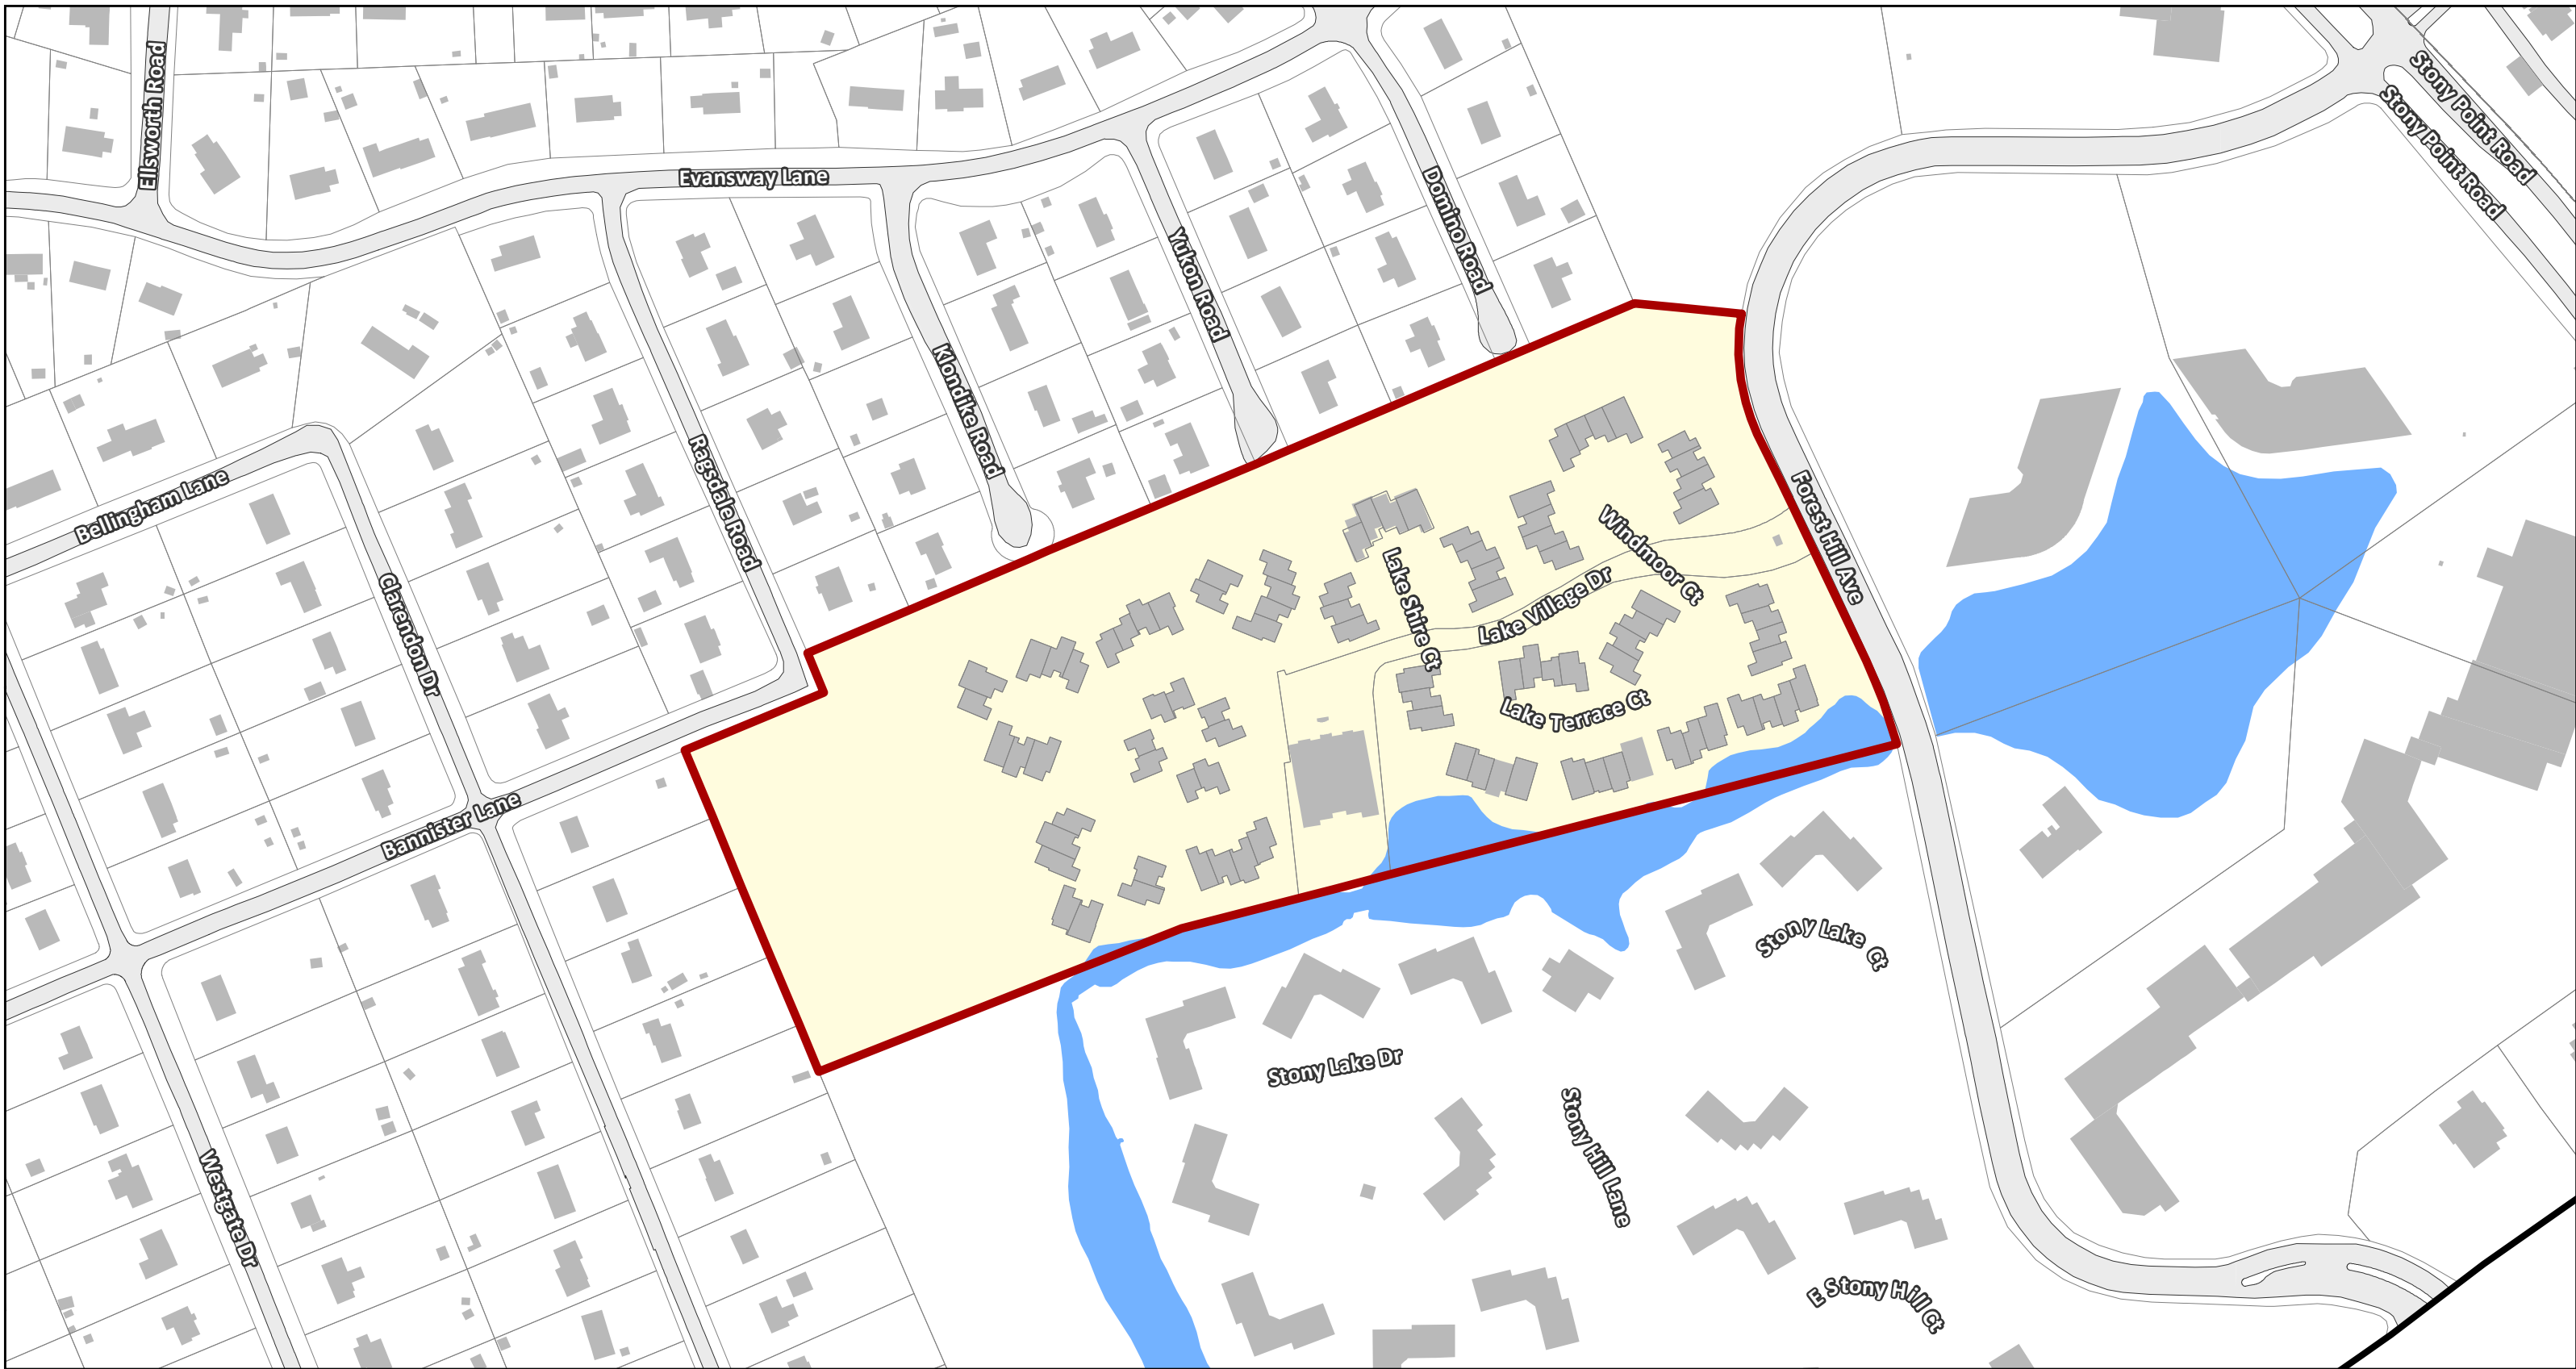 Ellsworth Road
Evansway Lane
Stony Point Road
Stony Point Road
Domino Road
Yukon Road
Klondike Road
Ragsdale Road
Bellingham Lane
Clarendon Dr
Bannister Lane
Westgate Dr
Forest Hill Ave
Windmoor Ct
Lake Shire Ct
Lake Village Dr
Lake Terrace Ct
Stony Lake Ct
Stony Lake Dr
Stony Hill Lane
E Stony Hill Ct